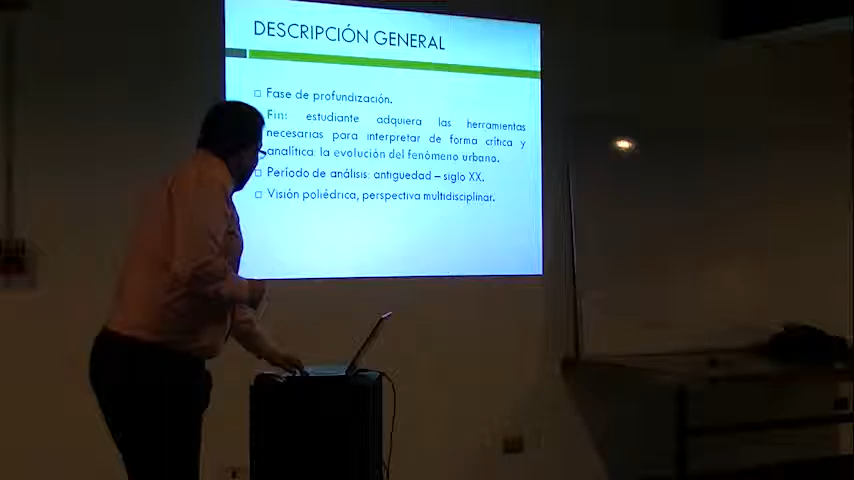 DESCRIPCIÓN GENERAL
Fase de profundización.
Fin: estudiante adquiera las herramientas
necesarias para interpretar de forma crítica y
analítica la evolución del fenómeno urbano.
Período de análisis: antiguedad – siglo XX.
Visión poliédrica, perspectiva multidisciplinar.